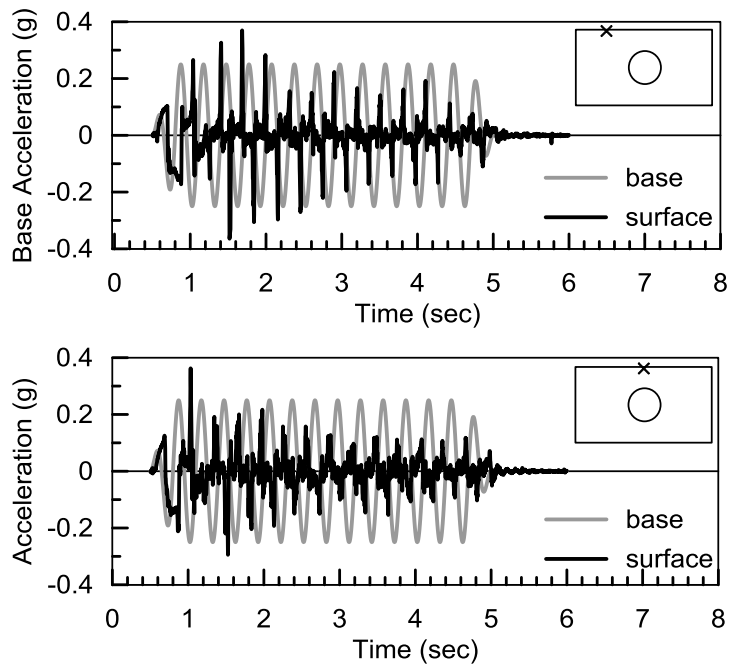 Base Acceleration (g)
0.4
0.2
0
-0.2
-0.4
base
surface
0 1 2 3 4 5 6 7 8
Time (sec)
Acceleration (g)
0.4
0.2
0
-0.2
-0.4
base
surface
0 1 2 3 4 5 6 7 8
Time (sec)